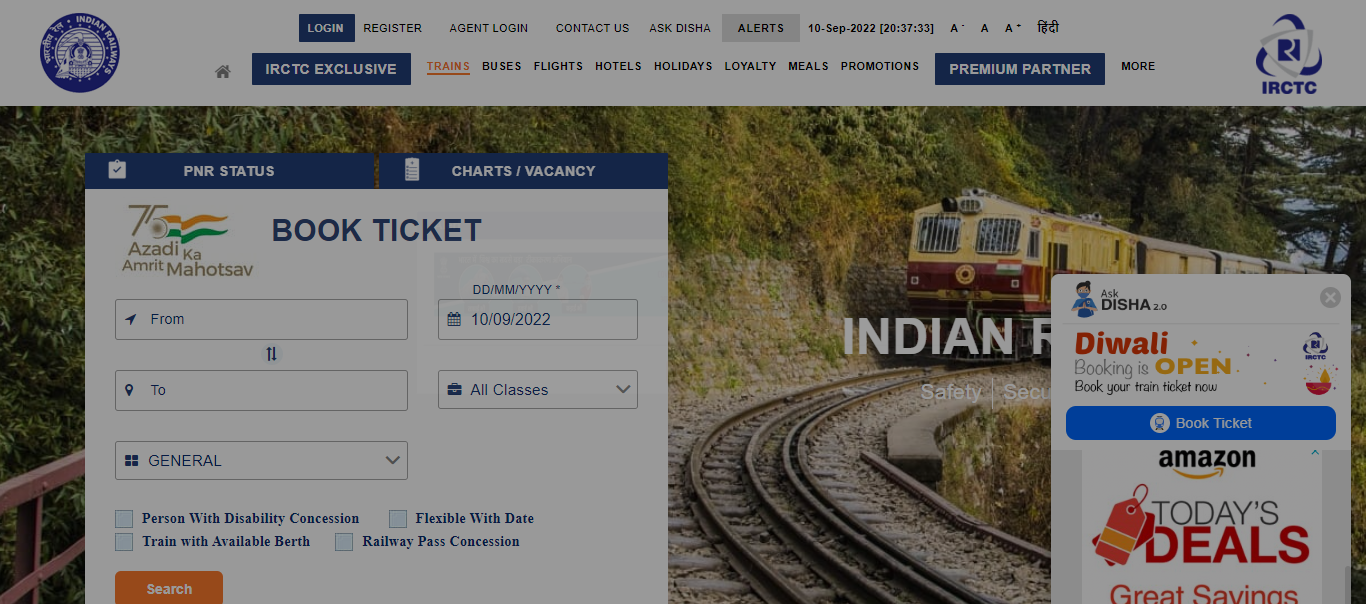 LOGIN REGISTER AGENT LOGIN CONTACT US ASK DISHA ALERTS 10-Sep-2022 [20:37:33] A - A A + हिंदी
IRCTC EXCLUSIVE TRAINS BUSES FLIGHTS HOTELS HOLIDAYS LOYALTY MEALS PROMOTIONS PREMIUM PARTNER MORE
भारतीय रेल INDIAN RAILWAYS
IRCTC
PNR STATUS CHARTS / VACANCY
75
Azadi Ka
Amrit Mahotsav
BOOK TICKET
DD/MM/YYYY *
From 10/09/2022
To All Classes
GENERAL
Person With Disability Concession Flexible With Date
Train with Available Berth Railway Pass Concession
Search
INDIAN R
Safety | Secu
Ask
DISHA 2.0
Diwali
IRCTC
Booking is OPEN
Book your train ticket now
Book Ticket
amazon
TODAY'S
DEALS
Great Savings